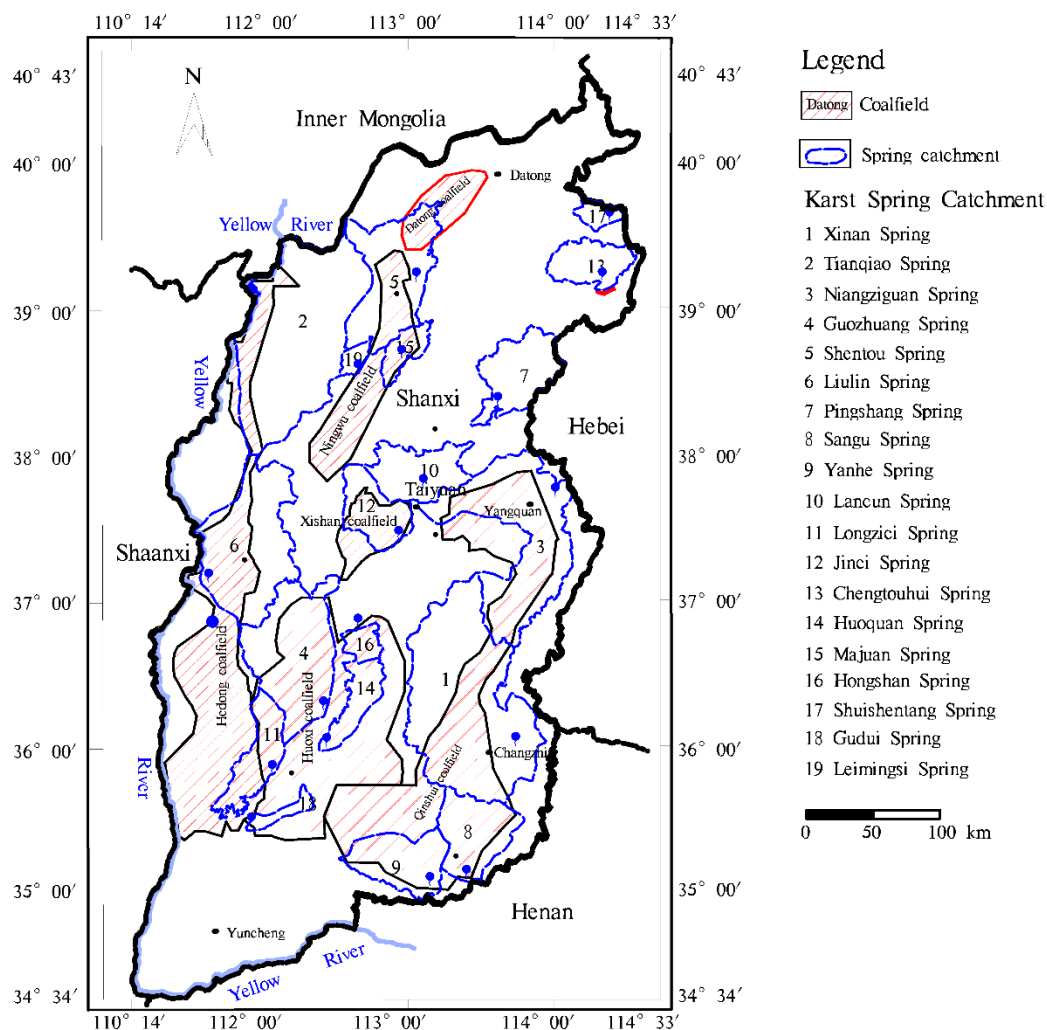 110° 14′ 112° 00′ 113° 00′ 114° 00′ 114° 33′
40° 43′ 40° 43′
N
Inner Mongolia
40° 00′ 40° 00′
Datong
Datong coalfield
Yellow River
17
13
5
39° 00′ 39° 00′
2
15
19
Yellow
Ningwu coalfield
7
Shanxi
Hebei
38° 00′ 38° 00′
10
Taiyuan
12
Xishan coalfield
Yangquan
Shaanxi
6
3
37° 00′ 37° 00′
Hedong coalfield
4
16
14
1
Huoxi coalfield
11
36° 00′ 36° 00′
Changzhi
River
Qinshui coalfield
18
8
9
35° 00′ 35° 00′
Henan
Yuncheng
Yellow River
34° 34′ 34° 34′
110° 14′ 112° 00′ 113° 00′ 114° 00′ 114° 33′
Legend
Datong Coalfield
Spring catchment
Karst Spring Catchment
1 Xinan Spring
2 Tianqiao Spring
3 Niangziguan Spring
4 Guozhuang Spring
5 Shentou Spring
6 Liulin Spring
7 Pingshang Spring
8 Sangu Spring
9 Yanhe Spring
10 Lancun Spring
11 Longzici Spring
12 Jinci Spring
13 Chengtouhui Spring
14 Huoquan Spring
15 Majuan Spring
16 Hongshan Spring
17 Shuishentang Spring
18 Gudui Spring
19 Leimingsi Spring
0 50 100 km